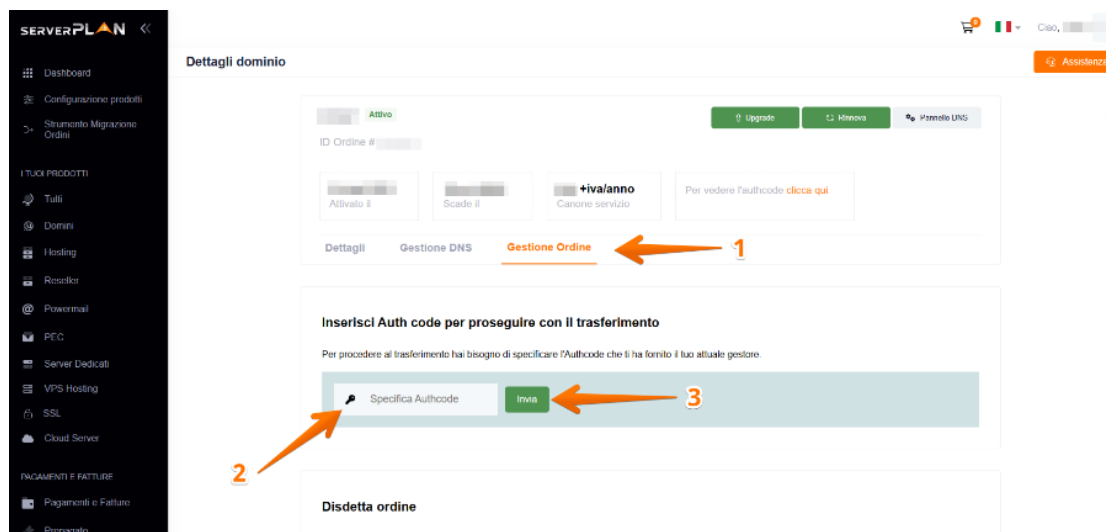 SERVERPLAN
0
Ciao,
Dettagli dominio
Assistenza
Dashboard
Configurazione prodotti
Strumento Migrazione
Ordini
I TUOI PRODOTTI
Tutti
Domini
Hosting
Reseller
Powermail
PEC
Server Dedicati
VPS Hosting
SSL
Cloud Server
PAGAMENTI E FATTURE
Pagamenti e Fatture
Prepagato
Attivo
Upgrade
Rinnova
Pannello DNS
ID Ordine #
Attivato il
Scade il
+iva/anno
Canone servizio
Per vedere l'authcode clicca qui
Dettagli
Gestione DNS
Gestione Ordine
1
Inserisci Auth code per proseguire con il trasferimento
Per procedere al trasferimento hai bisogno di specificare l'Authcode che ti ha fornito il tuo attuale gestore.
Specifica Authcode
Invia
3
2
Disdetta ordine